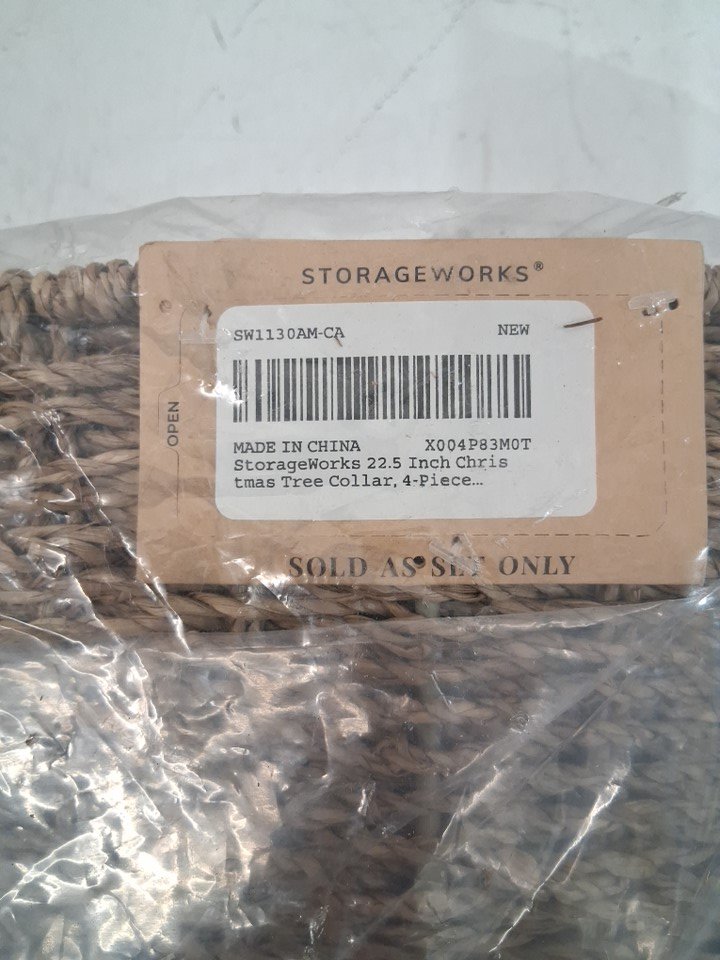 STORAGEWORKS®
SW1130AM-CA NEW
OPEN
MADE IN CHINA X004P83M0T
StorageWorks 22.5 Inch Chris
tmas Tree Collar, 4-Piece...
SOLD AS SET ONLY